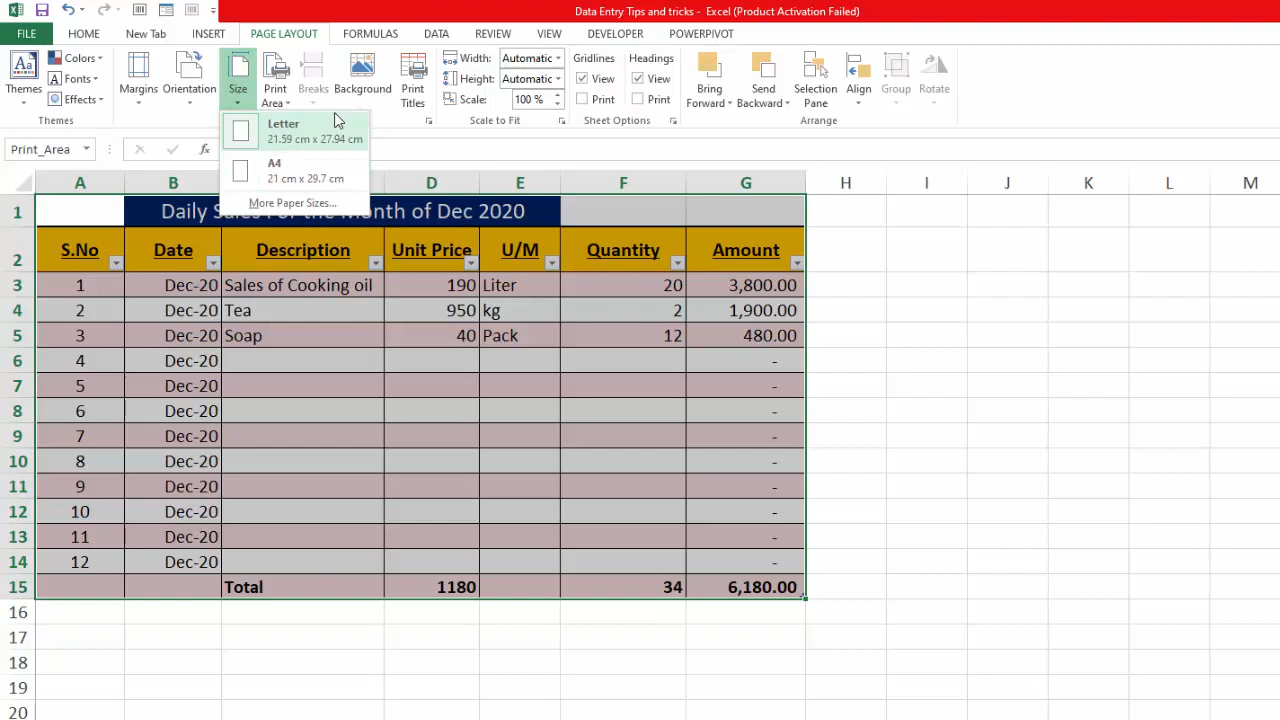 Data Entry Tips and tricks - Excel (Product Activation Failed)
FILE HOME New Tab INSERT PAGE LAYOUT FORMULAS DATA REVIEW VIEW DEVELOPER POWERPIVOT
Themes
Colors
Fonts
Effects
Themes
Margins
Orientation
Size
Print Area
Breaks
Background
Print Titles
Width: Automatic
Height: Automatic
Scale: 100 %
Scale to Fit
Gridlines
View
Print
Headings
View
Print
Sheet Options
Bring Forward
Send Backward
Selection Pane
Align
Group
Rotate
Arrange
Letter
21.59 cm x 27.94 cm
A4
21 cm x 29.7 cm
More Paper Sizes...
Print_Area fx
A B D E F G H I J K L M
1 Daily S For the Month of Dec 2020
2 S.No Date Description Unit Price U/M Quantity Amount
3 1 Dec-20 Sales of Cooking oil 190 Liter 20 3,800.00
4 2 Dec-20 Tea 950 kg 2 1,900.00
5 3 Dec-20 Soap 40 Pack 12 480.00
6 4 Dec-20 -
7 5 Dec-20 -
8 6 Dec-20 -
9 7 Dec-20 -
10 8 Dec-20 -
11 9 Dec-20 -
12 10 Dec-20 -
13 11 Dec-20 -
14 12 Dec-20 -
15 Total 1180 34 6,180.00
16
17
18
19
20